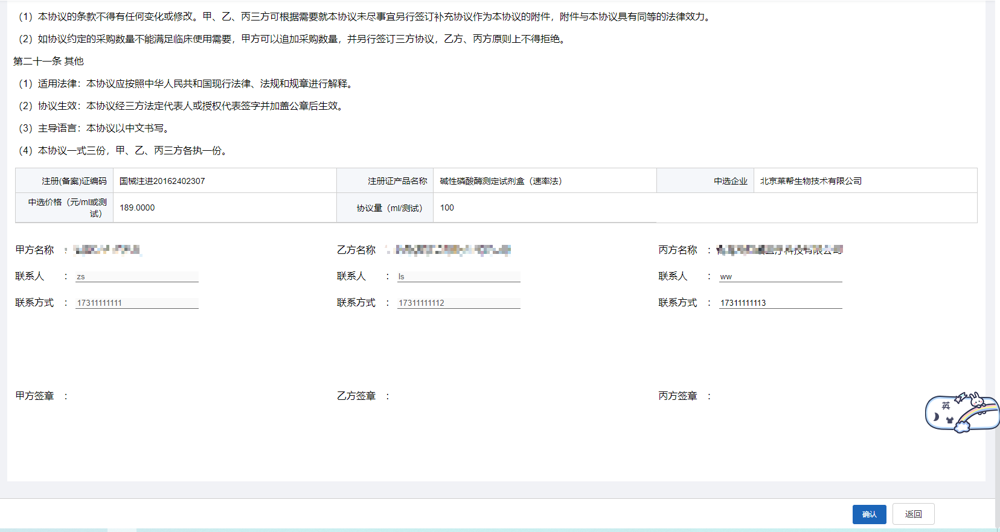 （1）本协议的条款不得有任何变化或修改。甲、乙、丙三方可根据需要就本协议未尽事宜另行签订补充协议作为本协议的附件，附件与本协议具有同等的法律效力。
（2）如协议约定的采购数量不能满足临床使用需要，甲方可以追加采购数量，并另行签订三方协议，乙方、丙方原则上不得拒绝。
第二十一条 其他
（1）适用法律：本协议应按照中华人民共和国现行法律、法规和规章进行解释。
（2）协议生效：本协议经三方法定代表人或授权代表签字并加盖公章后生效。
（3）主导语言：本协议以中文书写。
（4）本协议一式三份，甲、乙、丙三方各执一份。
注册(备案)证编码 国械注进20162402307 注册证产品名称 碱性磷酸酶测定试剂盒（速率法） 中选企业 北京莱帮生物技术有限公司
中选价格（元/ml或测
试） 189.0000 协议量（ml/测试） 100
甲方名称 ： 乙方名称 ： 丙方名称 ： 科技有限公司
联系人 ： zs 联系人 ： ls 联系人 ： ww
联系方式 ： 17311111111 联系方式 ： 17311111112 联系方式 ： 17311111113
甲方签章 ： 乙方签章 ： 丙方签章 ：
英
确认 返回